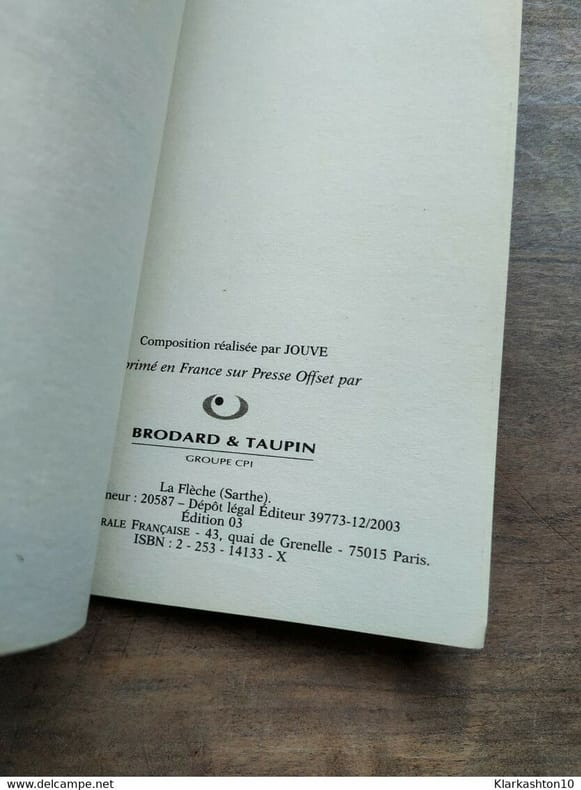 Composition réalisée par JOUVE
primé en France sur Presse Offset par
BRODARD & TAUPIN
GROUPE CPI
La Flèche (Sarthe).
neur : 20587 – Dépôt légal Éditeur 39773-12/2003
Édition 03
RALE FRANÇAISE - 43, quai de Grenelle - 75015 Paris.
ISBN : 2 - 253 - 14133 - X
www.delcampe.net
Klarkashton10